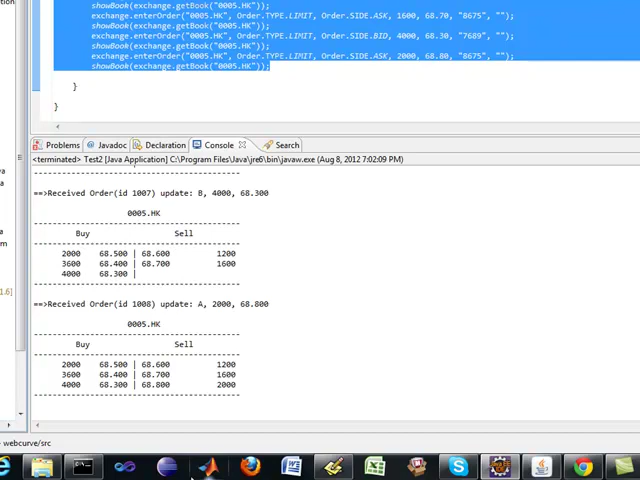 showBook(exchange.getBook("0005.HK"));
exchange.enterOrder("0005.HK", Order.TYPE.LIMIT, Order.SIDE.ASK, 1600, 68.70, "8675", "");
showBook(exchange.getBook("0005.HK"));
exchange.enterOrder("0005.HK", Order.TYPE.LIMIT, Order.SIDE.BID, 4000, 68.30, "7689", "");
showBook(exchange.getBook("0005.HK"));
exchange.enterOrder("0005.HK", Order.TYPE.LIMIT, Order.SIDE.ASK, 2000, 68.80, "8675", "");
showBook(exchange.getBook("0005.HK"));
}
}
Problems Javadoc Declaration Console Search
<terminated> Test2 [Java Application] C:\Program Files\Java\jre6\bin\javaw.exe (Aug 8, 2012 7:02:09 PM)
----------------------------------------
==>Received Order(id 1007) update: B, 4000, 68.300
0005.HK
----------------------------------------
Buy Sell
----------------------------------------
2000 68.500 | 68.600 1200
3600 68.400 | 68.700 1600
4000 68.300 |
----------------------------------------
==>Received Order(id 1008) update: A, 2000, 68.800
0005.HK
----------------------------------------
Buy Sell
----------------------------------------
2000 68.500 | 68.600 1200
3600 68.400 | 68.700 1600
4000 68.300 | 68.800 2000
----------------------------------------
webcurve/src